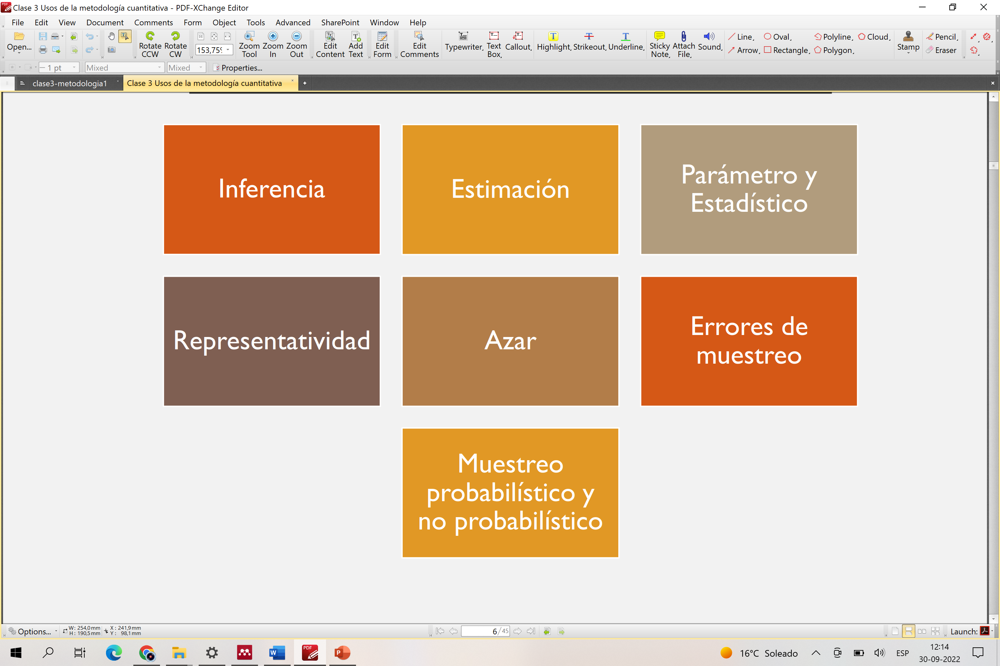 Clase 3 Usos de la metodología cuantitativa - PDF-XChange Editor
File Edit View Document Comments Form Object Tools Advanced SharePoint Window Help
Open...
Rotate CCW
Rotate CW
153,75%
Zoom Tool
Zoom In
Zoom Out
Edit Content
Add Text
Edit Form
Edit Comments
Typewriter
Text Box
Callout
Highlight
Strikeout
Underline
Sticky Note
Attach File
Sound
Line
Oval
Polyline
Cloud
Arrow
Rectangle
Polygon
Stamp
Pencil
Eraser
1 pt
Mixed
Mixed
Properties...
clase3-metodologia1
Clase 3 Usos de la metodología cuantitativa
Inferencia
Estimación
Parámetro y
Estadístico
Representatividad
Azar
Errores de
muestreo
Muestreo
probabilístico y
no probabilístico
Options...
W: 254,0 mm
H: 190,5 mm
X: 241,9 mm
Y: 98,1 mm
6 / 45
Launch:
16°C Soleado
ESP
12:14
30-09-2022